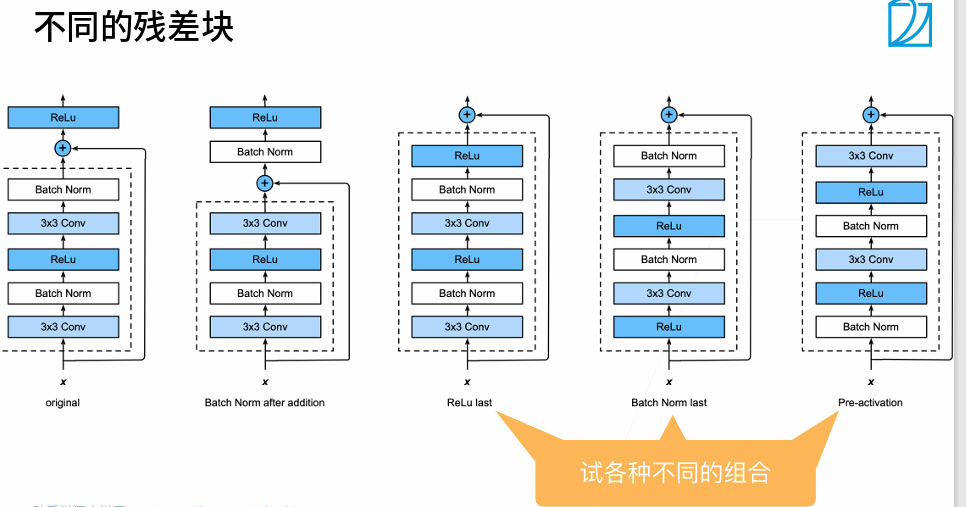 不同的残差块
ReLu
Batch Norm
3x3 Conv
ReLu
Batch Norm
3x3 Conv
x
original
ReLu
Batch Norm
3x3 Conv
ReLu
Batch Norm
3x3 Conv
x
Batch Norm after addition
ReLu
Batch Norm
3x3 Conv
ReLu
Batch Norm
3x3 Conv
x
ReLu last
Batch Norm
3x3 Conv
ReLu
Batch Norm
3x3 Conv
ReLu
x
Batch Norm last
3x3 Conv
ReLu
Batch Norm
3x3 Conv
ReLu
Batch Norm
x
Pre-activation
试各种不同的组合